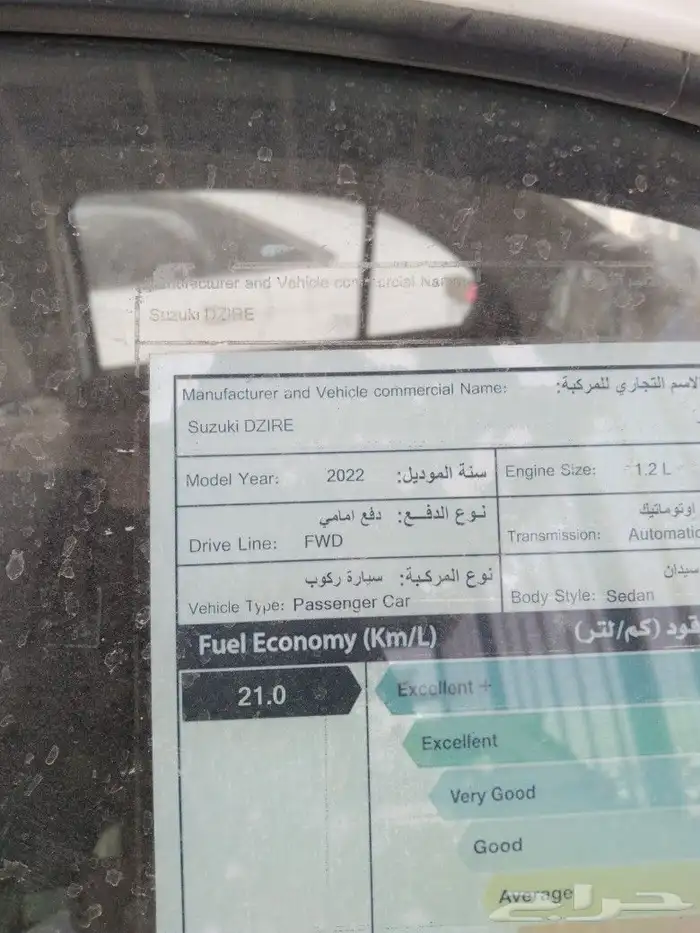 Manufacturer and Vehicle commercial Name
Suzuki DZIRE
Manufacturer and Vehicle commercial Name: الاسم التجاري للمركبة:
Suzuki DZIRE
Model Year: 2022 سنة الموديل: Engine Size: 1.2 L
نوع الدفع: دفع امامي اوتوماتيك
Drive Line: FWD Transmission: Automatic
نوع المركبة: سيارة ركوب سيدان
Vehicle Type: Passenger Car Body Style: Sedan
Fuel Economy (Km/L) قود (كم/لتر)
21.0 Excellent +
Excellent
Very Good
Good
Average
حراج